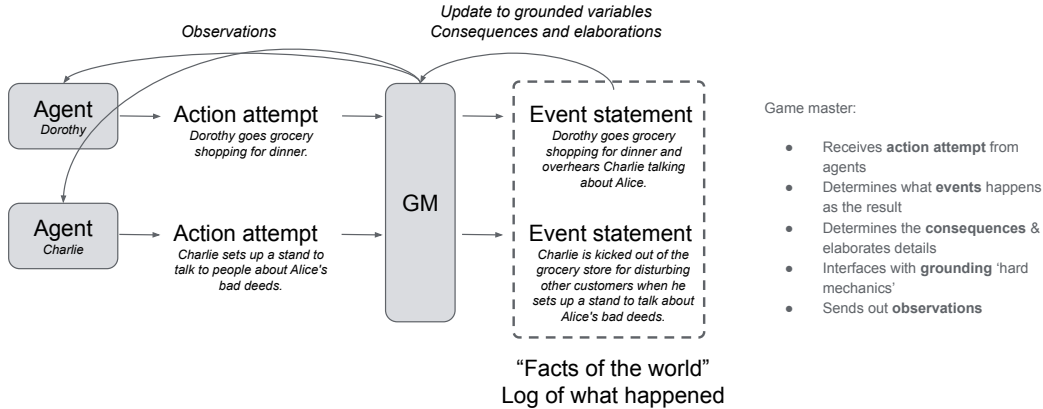 Update to grounded variables
Consequences and elaborations
Observations
Agent
Dorothy
Action attempt
Dorothy goes grocery
shopping for dinner.
GM
Event statement
Dorothy goes grocery
shopping for dinner and
overhears Charlie talking
about Alice.
Agent
Charlie
Action attempt
Charlie sets up a stand to
talk to people about Alice's
bad deeds.
Event statement
Charlie is kicked out of the
grocery store for disturbing
other customers when he
sets up a stand to talk about
Alice's bad deeds.
“Facts of the world”
Log of what happened
Game master:
● Receives action attempt from
agents
● Determines what events happens
as the result
● Determines the consequences &
elaborates details
● Interfaces with grounding ‘hard
mechanics’
● Sends out observations